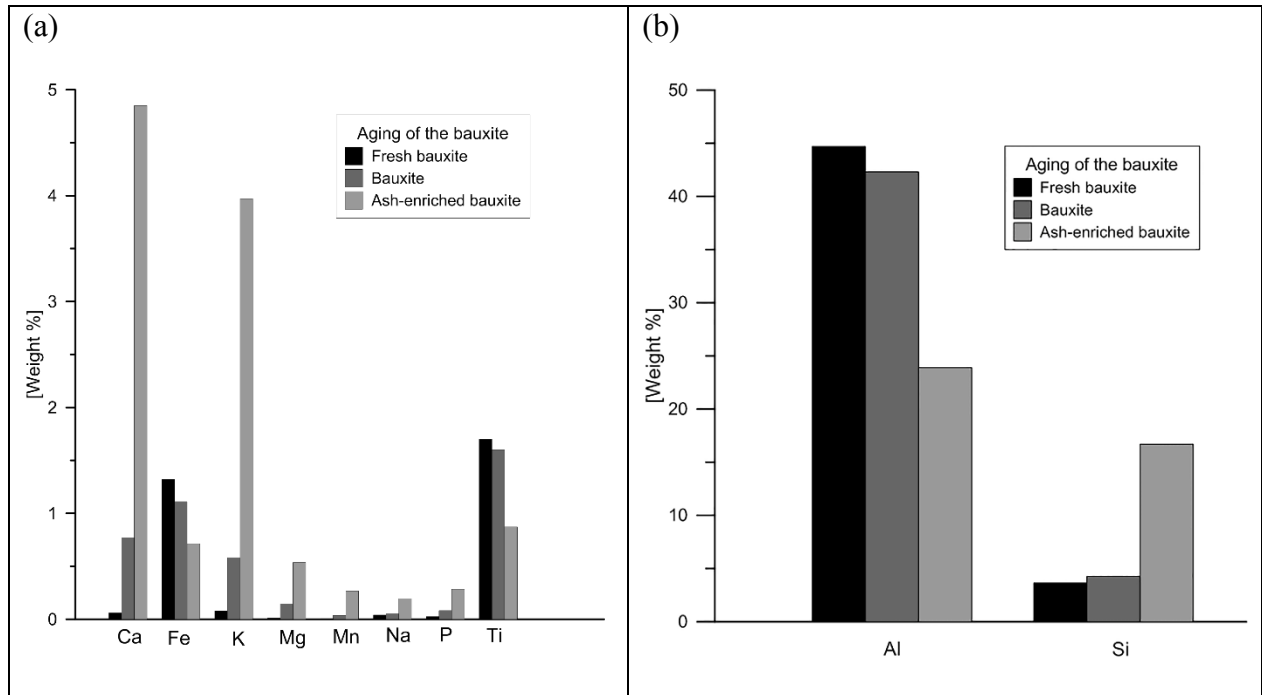 (a)
5
4
3
2
1
0
[Weight %]
Aging of the bauxite
Fresh bauxite
Bauxite
Ash-enriched bauxite
Ca Fe K Mg Mn Na P Ti
(b)
50
40
30
20
10
0
[Weight %]
Aging of the bauxite
Fresh bauxite
Bauxite
Ash-enriched bauxite
Al Si